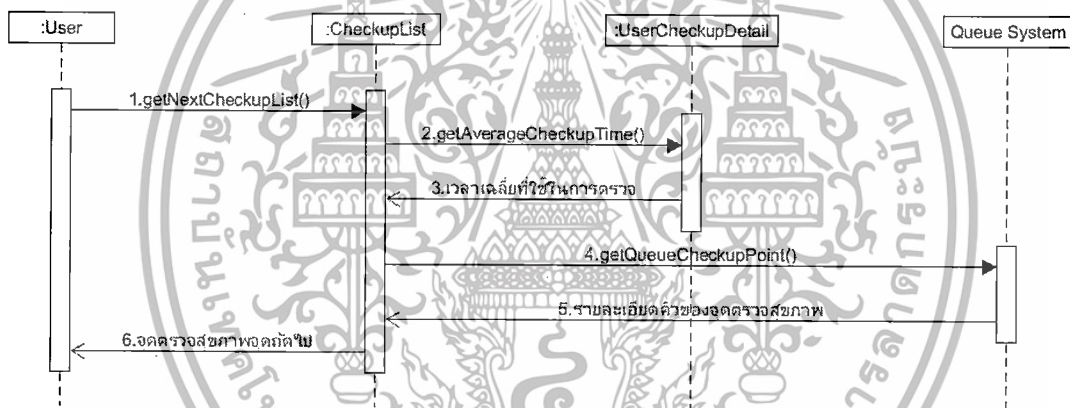 :User
:CheckupList
:UserCheckupDetail
Queue System
1.getNextCheckupList()
2.getAverageCheckupTime()
3.เวลาเฉลี่ยที่ใช้ในการตรวจ
4.getQueueCheckupPoint()
5.รายละเอียดคิวของจุดตรวจสุขภาพ
6.จุดตรวจสุขภาพจุดถัดไป